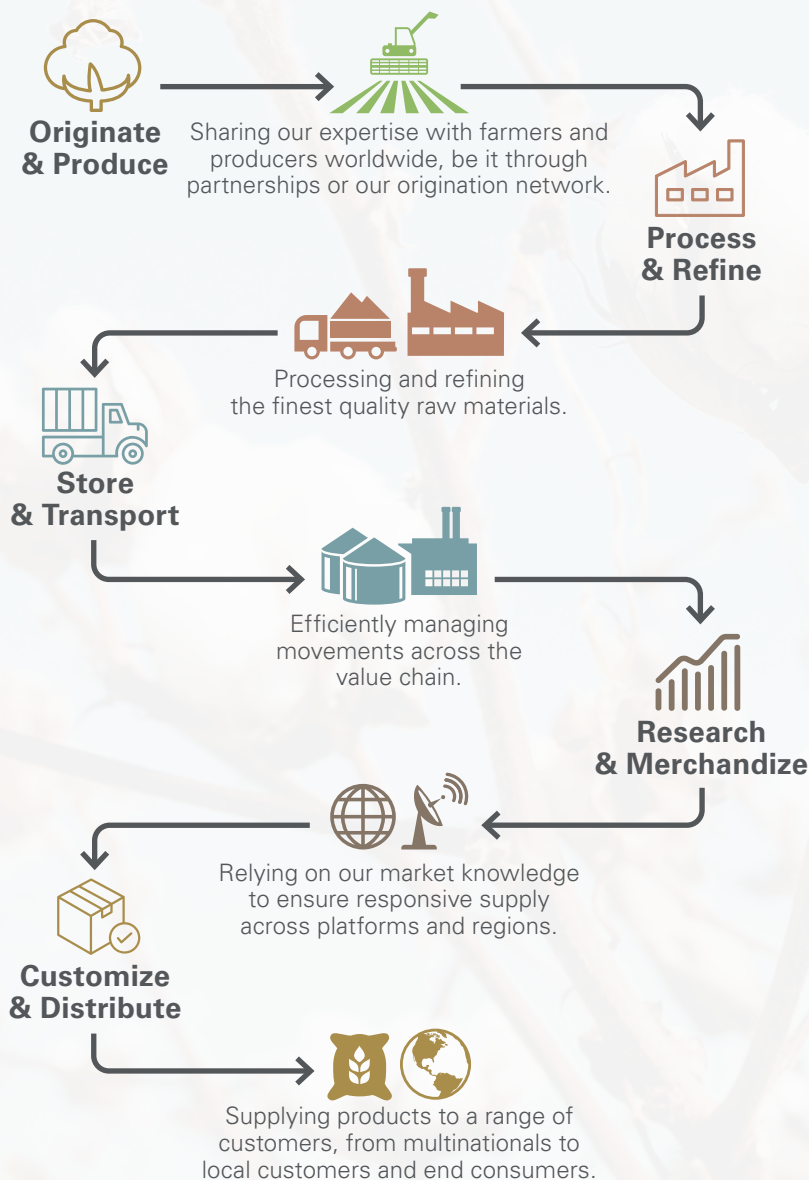 Originate
& Produce
Sharing our expertise with farmers and
producers worldwide, be it through
partnerships or our origination network.
Process
& Refine
Processing and refining
the finest quality raw materials.
Store
& Transport
Efficiently managing
movements across the
value chain.
Research
& Merchandize
Relying on our market knowledge
to ensure responsive supply
across platforms and regions.
Customize
& Distribute
Supplying products to a range of
customers, from multinationals to
local customers and end consumers.